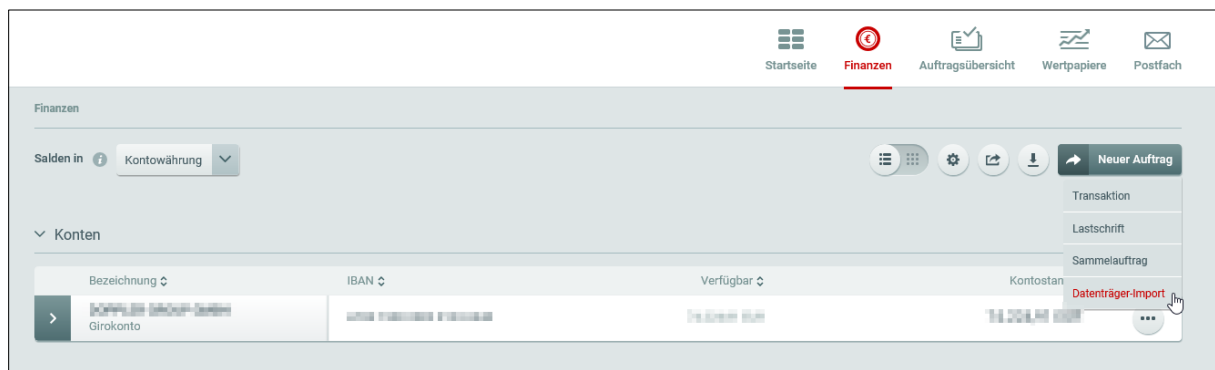 Startseite
Finanzen
Auftragsübersicht
Wertpapiere
Postfach
Finanzen
Salden in
Kontowährung
Neuer Auftrag
Transaktion
Lastschrift
Sammelauftrag
Datenträger-Import
Konten
Bezeichnung
IBAN
Verfügbar
Girokonto